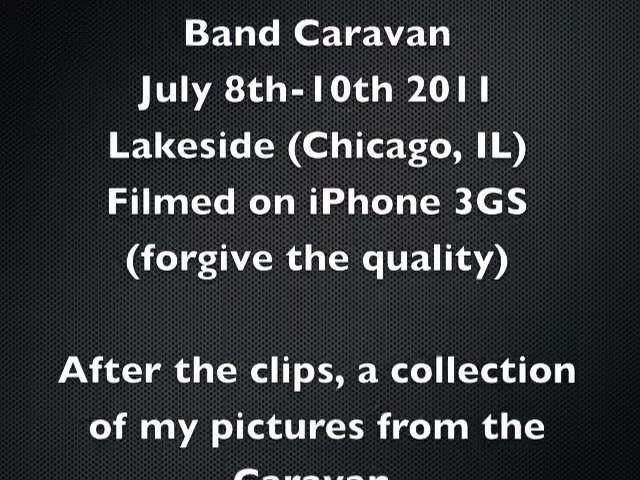 Band Caravan
July 8th-10th 2011
Lakeside (Chicago, IL)
Filmed on iPhone 3GS
(forgive the quality)
After the clips, a collection
of my pictures from the
Caravan